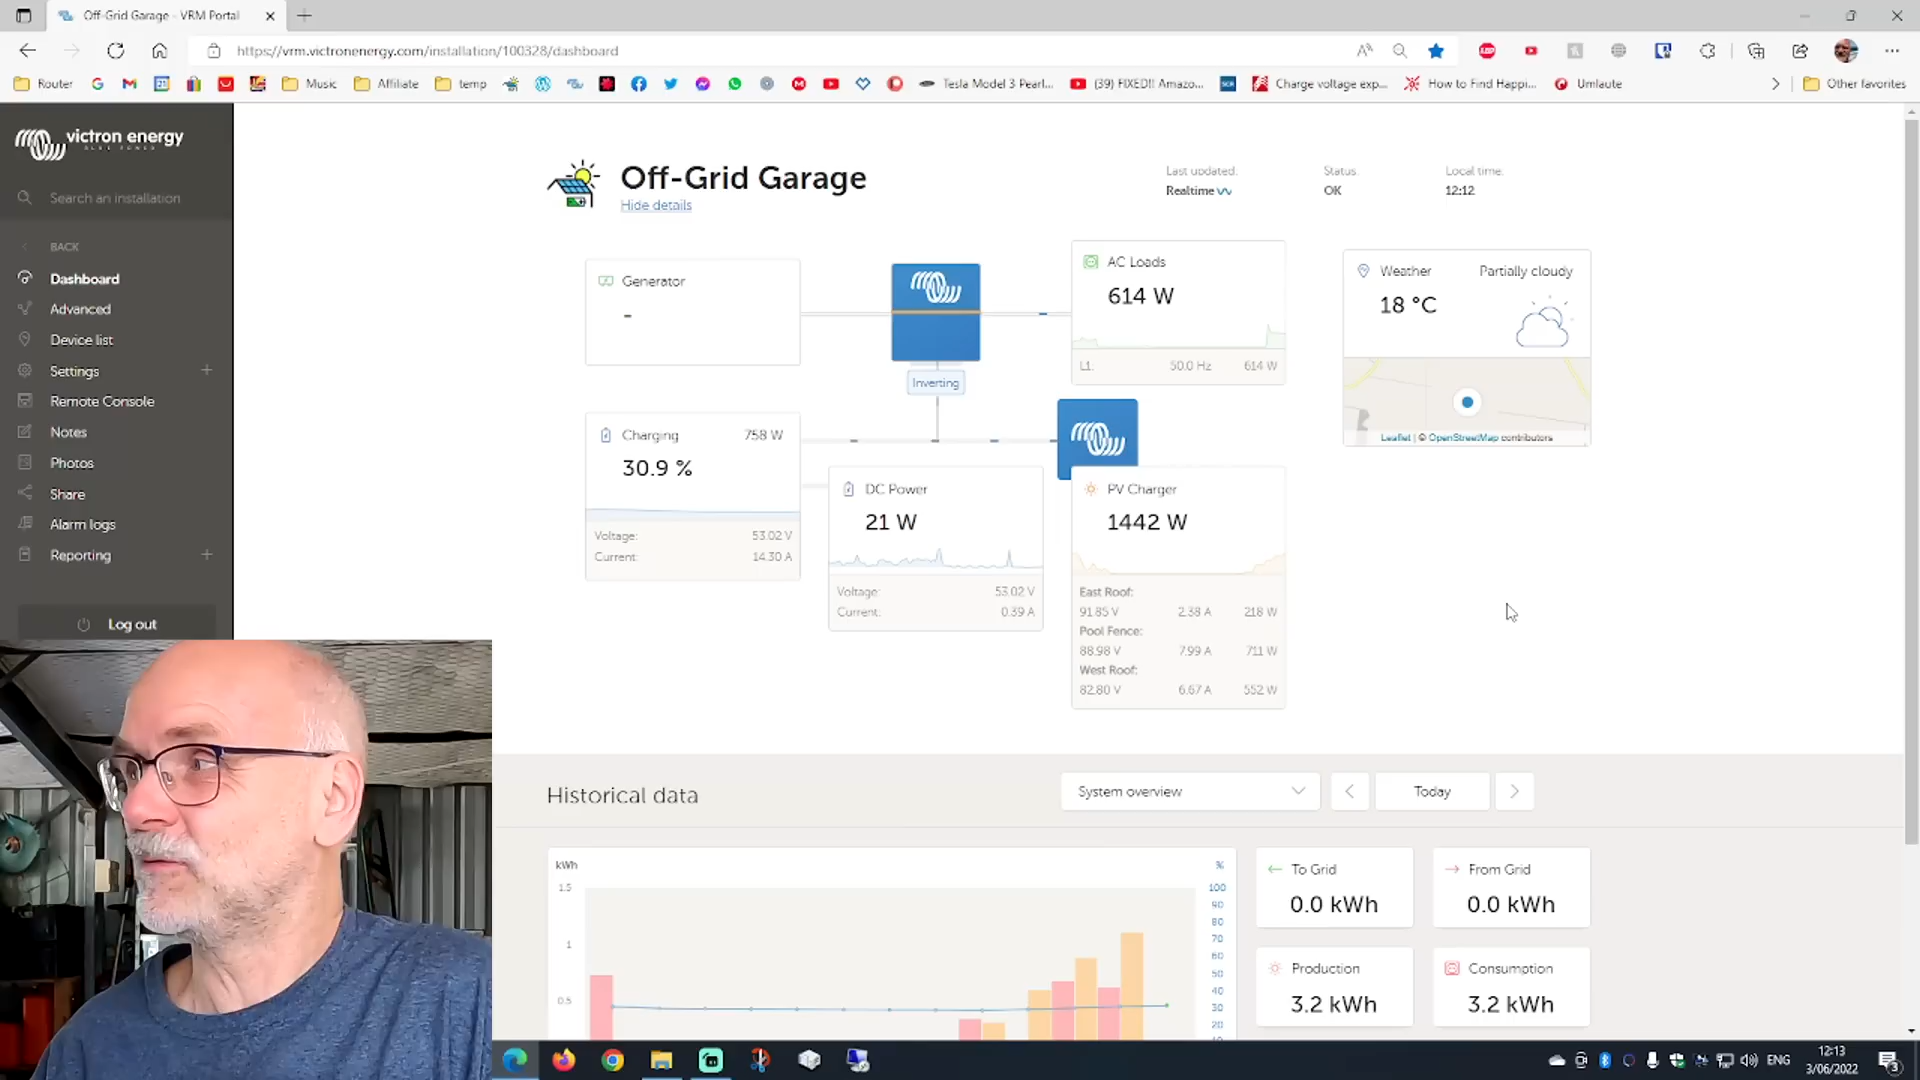 Off-Grid Garage - VRM Portal
https://vrm.victronenergy.com/installation/100328/dashboard
Router
Music
Affiliate
temp
Tesla Model 3 Pearl...
(39) FIXED!! Amazo...
Charge voltage exp...
How to Find Happi...
Umlaute
Other favorites
victron energy
BLUE POWER
Search an installation
BACK
Dashboard
Advanced
Device list
Settings
Remote Console
Notes
Photos
Share
Alarm logs
Reporting
Log out
Off-Grid Garage
Hide details
Last updated:
Realtime
Status:
OK
Local time:
12:12
Generator
-
Inverting
AC Loads
614 W
L1: 50.0 Hz 614 W
Weather Partially cloudy
18 °C
Leaflet | © OpenStreetMap contributors
Charging 758 W
30.9 %
Voltage: 53.02 V
Current: 14.30 A
DC Power
21 W
Voltage: 53.02 V
Current: 0.39 A
PV Charger
1442 W
East Roof:
91.85 V 2.38 A 218 W
Pool Fence:
88.98 V 7.99 A 711 W
West Roof:
82.80 V 6.67 A 552 W
Historical data
System overview
Today
kWh
1.5
1
0.5
%
100
90
80
70
60
50
40
30
20
To Grid
0.0 kWh
From Grid
0.0 kWh
Production
3.2 kWh
Consumption
3.2 kWh
ENG
12:13
3/06/2022
3